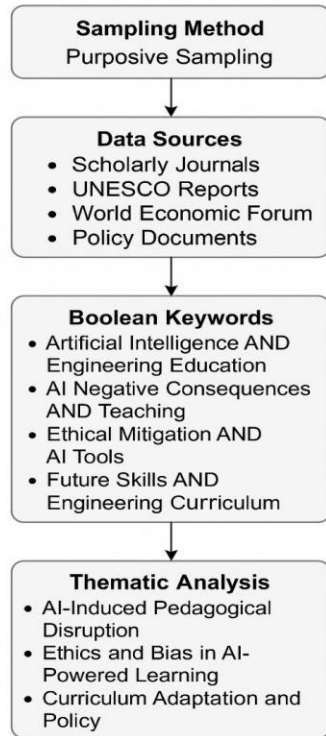 Sampling Method
Purposive Sampling
Data Sources
• Scholarly Journals
• UNESCO Reports
• World Economic Forum
• Policy Documents
Boolean Keywords
• Artificial Intelligence AND
Engineering Education
• AI Negative Consequences
AND Teaching
• Ethical Mitigation AND
AI Tools
• Future Skills AND
Engineering Curriculum
Thematic Analysis
• AI-Induced Pedagogical
Disruption
• Ethics and Bias in AI-
Powered Learning
• Curriculum Adaptation and
Policy